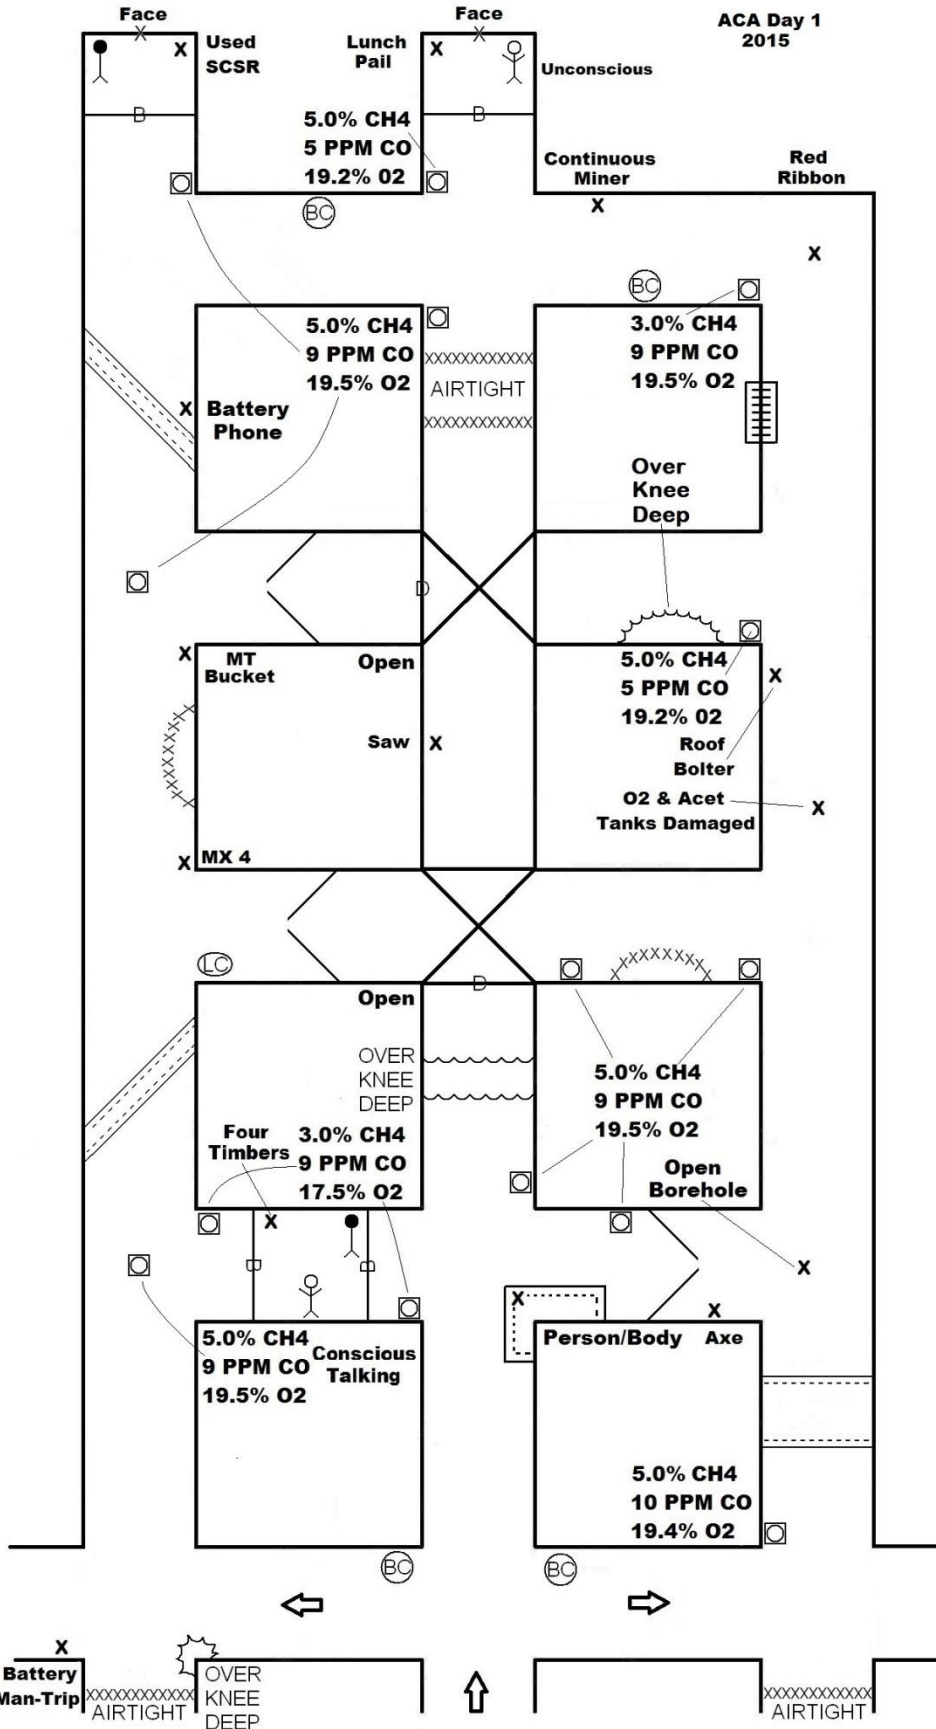 Face
Face
ACA Day 1
2015
X
X
X
Used
SCSR
Lunch
Pail
X
Unconscious
B
B
5.0% CH4
5 PPM CO
19.2% 02
Continuous
Miner
Red
Ribbon
X
BC
X
BC
5.0% CH4
9 PPM CO
19.5% O2
3.0% CH4
9 PPM CO
19.5% O2
XXXXXXXXXXXX
AIRTIGHT
XXXXXXXXXXXX
X
Battery
Phone
Over
Knee
Deep
D
X
MT
Bucket
Open
5.0% CH4
5 PPM CO
19.2% O2
X
Saw
X
Roof
Bolter
O2 & Acet
Tanks Damaged
X
X
MX 4
LC
D
Open
OVER
KNEE
DEEP
5.0% CH4
9 PPM CO
19.5% O2
Four
Timbers
3.0% CH4
9 PPM CO
17.5% O2
Open
Borehole
X
X
B
B
X
X
5.0% CH4
9 PPM CO
19.5% O2
Conscious
Talking
Person/Body
Axe
5.0% CH4
10 PPM CO
19.4% O2
BC
BC
X
Battery
Man-Trip
XXXXXXXXXXXX
AIRTIGHT
OVER
KNEE
DEEP
XXXXXXXXXXXX
AIRTIGHT